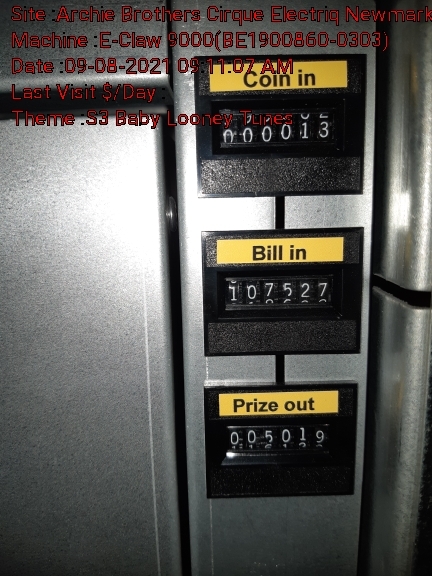 Site :Archie Brothers Cirque Electriq Newmark
Machine :E-Claw 9000(BE1900860-0303)
Date :09-08-2021 09:11:07 AM
Last Visit $/Day :
Theme :S3 Baby Looney Tunes
Coin in
000013
Bill in
107527
Prize out
005019